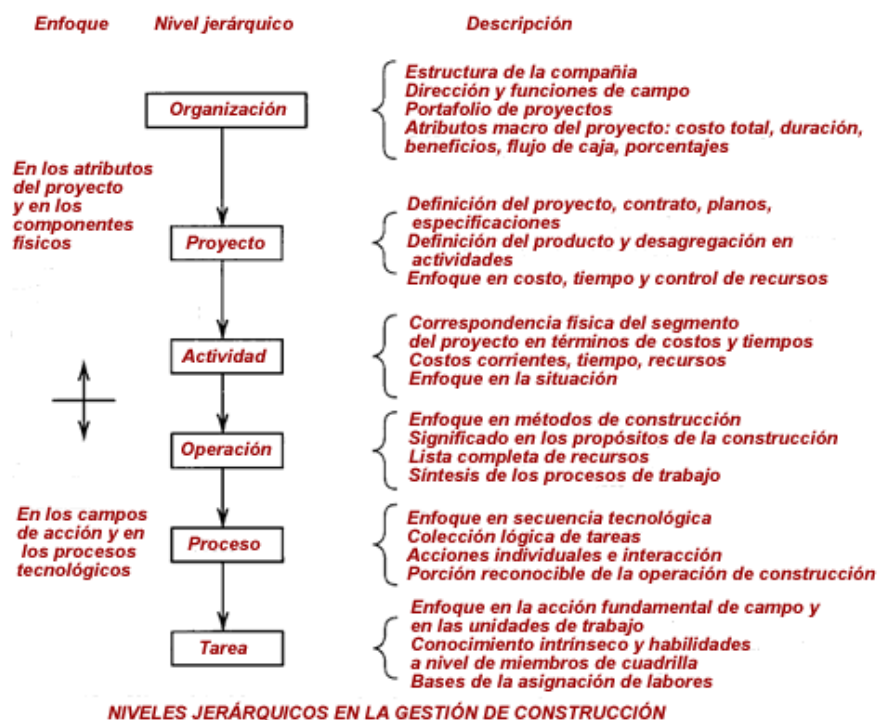 Enfoque
Nivel jerárquico
Descripción
Organización
Estructura de la compañia
Dirección y funciones de campo
Portafolio de proyectos
Atributos macro del proyecto: costo total, duración,
beneficios, flujo de caja, porcentajes
En los atributos
del proyecto
y en los
componentes
físicos
Proyecto
Definición del proyecto, contrato, planos,
especificaciones
Definición del producto y desagregación en
actividades
Enfoque en costo, tiempo y control de recursos
Actividad
Correspondencia física del segmento
del proyecto en términos de costos y tiempos
Costos corrientes, tiempo, recursos
Enfoque en la situación
Operación
Enfoque en métodos de construcción
Significado en los propósitos de la construcción
Lista completa de recursos
Síntesis de los procesos de trabajo
En los campos
de acción y en
los procesos
tecnológicos
Proceso
Enfoque en secuencia tecnológica
Colección lógica de tareas
Acciones individuales e interacción
Porción reconocible de la operación de construcción
Tarea
Enfoque en la acción fundamental de campo y
en las unidades de trabajo
Conocimiento intrínseco y habilidades
a nivel de miembros de cuadrilla
Bases de la asignación de labores
NIVELES JERÁRQUICOS EN LA GESTIÓN DE CONSTRUCCIÓN